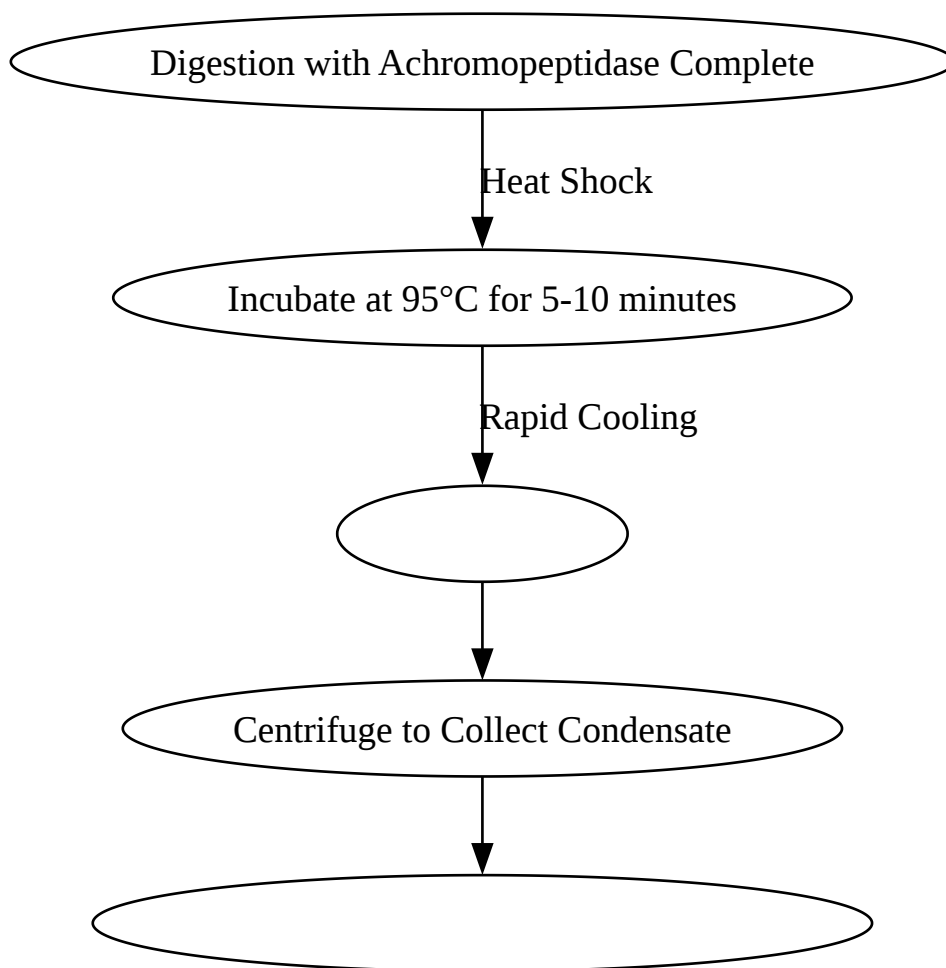 Digestion with Achromopeptidase Complete
Heat Shock
Incubate at 95°C for 5-10 minutes
Rapid Cooling
Centrifuge to Collect Condensate